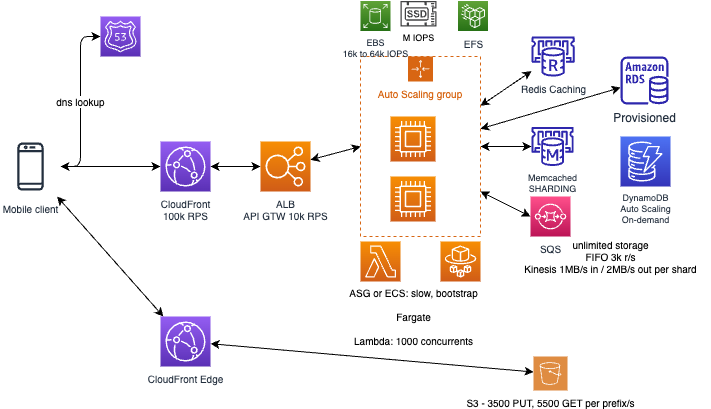 53
dns lookup
Mobile client
CloudFront
100k RPS
ALB
API GTW 10k RPS
EBS
16k to 64k IOPS
SSD
M IOPS
EFS
Auto Scaling group
R
Redis Caching
Amazon
RDS
Provisioned
M
Memcached
SHARDING
DynamoDB
Auto Scaling
On-demand
SQS
unlimited storage
FIFO 3k r/s
Kinesis 1MB/s in / 2MB/s out per shard
ASG or ECS: slow, bootstrap
Fargate
Lambda: 1000 concurrents
CloudFront Edge
S3 - 3500 PUT, 5500 GET per prefix/s